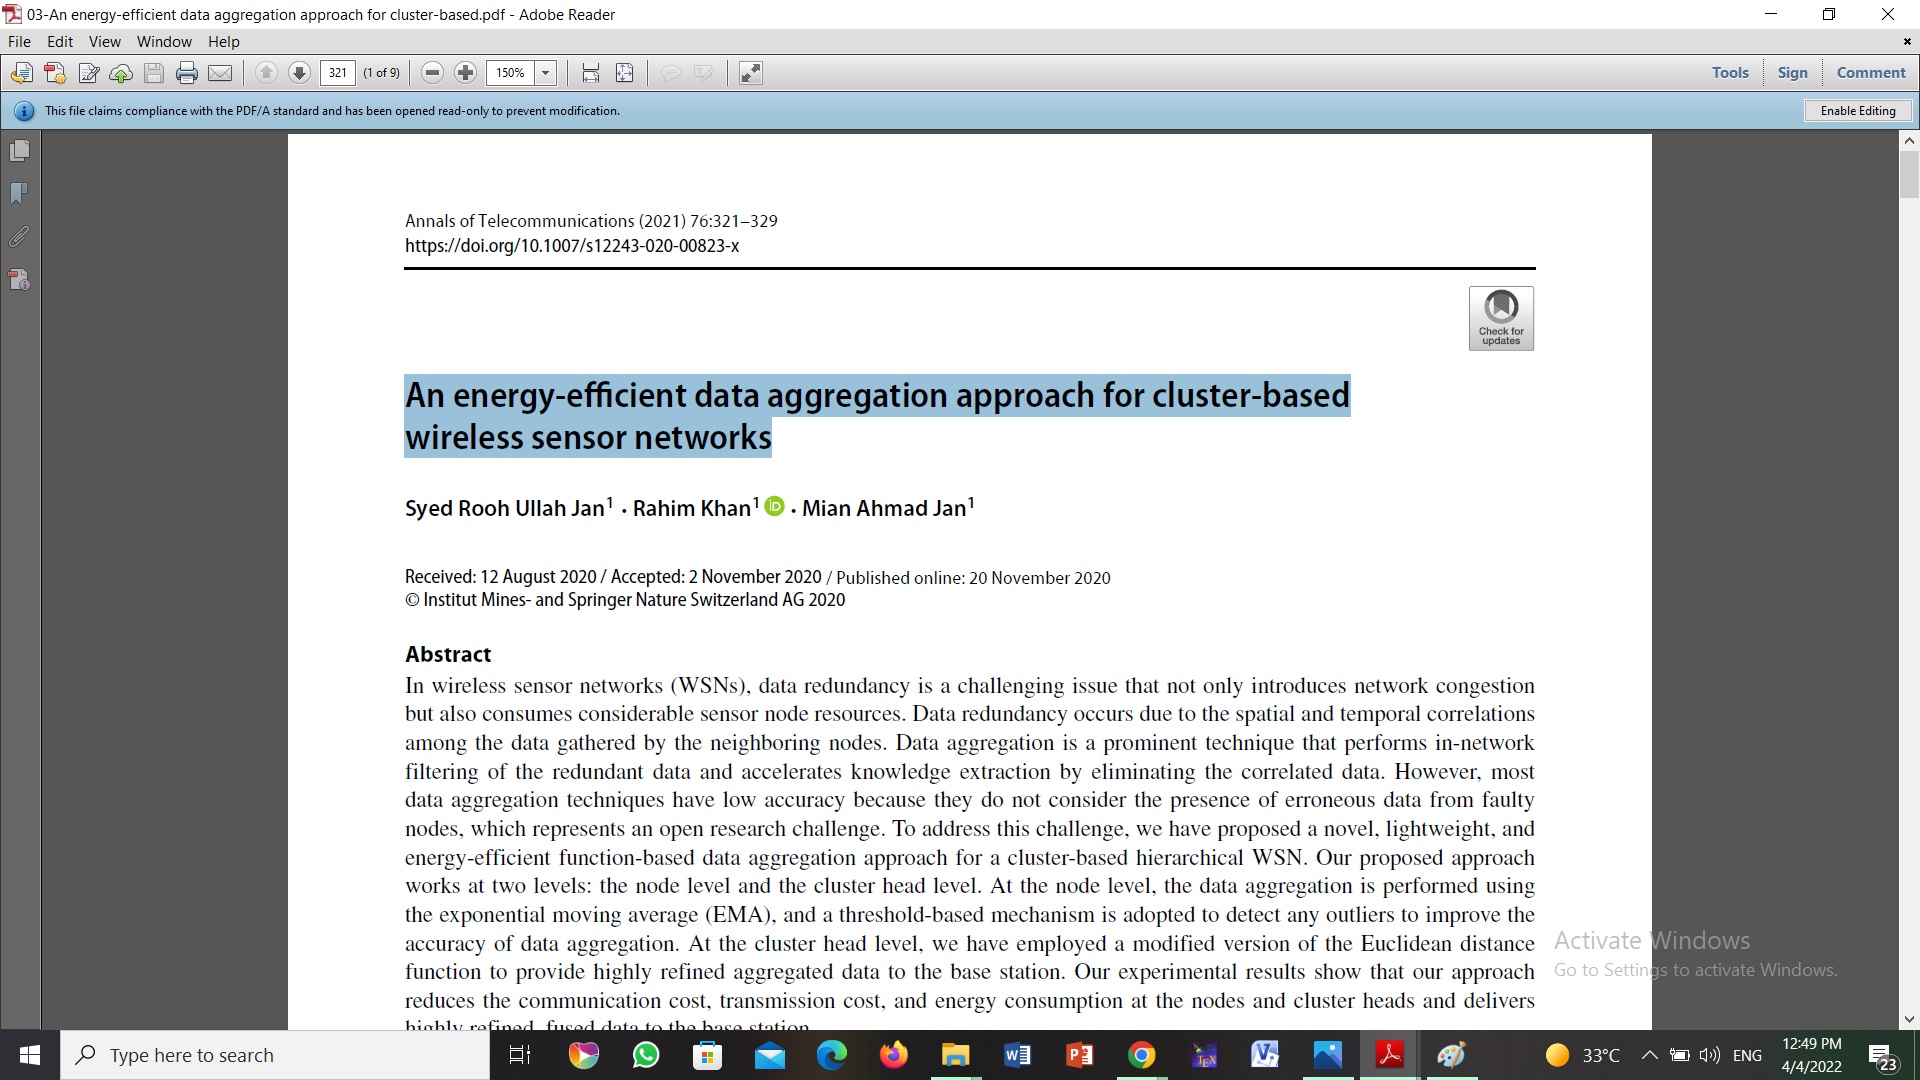 03-An energy-efficient data aggregation approach for cluster-based.pdf - Adobe Reader
File Edit View Window Help
321 (1 of 9) 150% Tools Sign Comment
This file claims compliance with the PDF/A standard and has been opened read-only to prevent modification. Enable Editing
Annals of Telecommunications (2021) 76:321–329
https://doi.org/10.1007/s12243-020-00823-x
Check for
updates
An energy-efficient data aggregation approach for cluster-based
wireless sensor networks
Syed Rooh Ullah Jan1 · Rahim Khan1 iD · Mian Ahmad Jan1
Received: 12 August 2020 / Accepted: 2 November 2020 / Published online: 20 November 2020
© Institut Mines- and Springer Nature Switzerland AG 2020
Abstract
In wireless sensor networks (WSNs), data redundancy is a challenging issue that not only introduces network congestion
but also consumes considerable sensor node resources. Data redundancy occurs due to the spatial and temporal correlations
among the data gathered by the neighboring nodes. Data aggregation is a prominent technique that performs in-network
filtering of the redundant data and accelerates knowledge extraction by eliminating the correlated data. However, most
data aggregation techniques have low accuracy because they do not consider the presence of erroneous data from faulty
nodes, which represents an open research challenge. To address this challenge, we have proposed a novel, lightweight, and
energy-efficient function-based data aggregation approach for a cluster-based hierarchical WSN. Our proposed approach
works at two levels: the node level and the cluster head level. At the node level, the data aggregation is performed using
the exponential moving average (EMA), and a threshold-based mechanism is adopted to detect any outliers to improve the
accuracy of data aggregation. At the cluster head level, we have employed a modified version of the Euclidean distance
function to provide highly refined aggregated data to the base station. Our experimental results show that our approach
reduces the communication cost, transmission cost, and energy consumption at the nodes and cluster heads and delivers
highly refined, fused data to the base station.
Activate Windows
Go to Settings to activate Windows.
Type here to search
33°C ENG 12:49 PM
4/4/2022
23